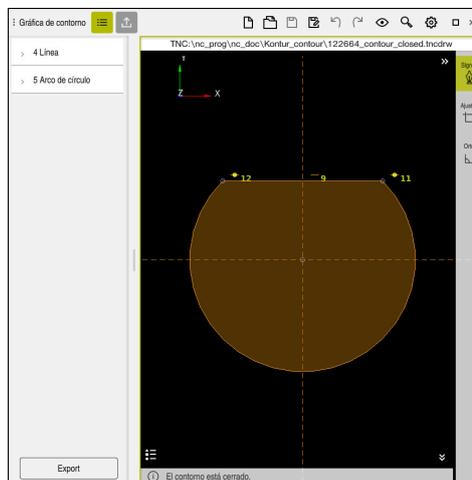 Gráfica de contorno
TNC:\nc_prog\nc_doc\Kontur_contour\122664_contour_closed.tncdrw
4 Línea
5 Arco de círculo
Y
Z X
12 9 11
Export
El contorno está cerrado.